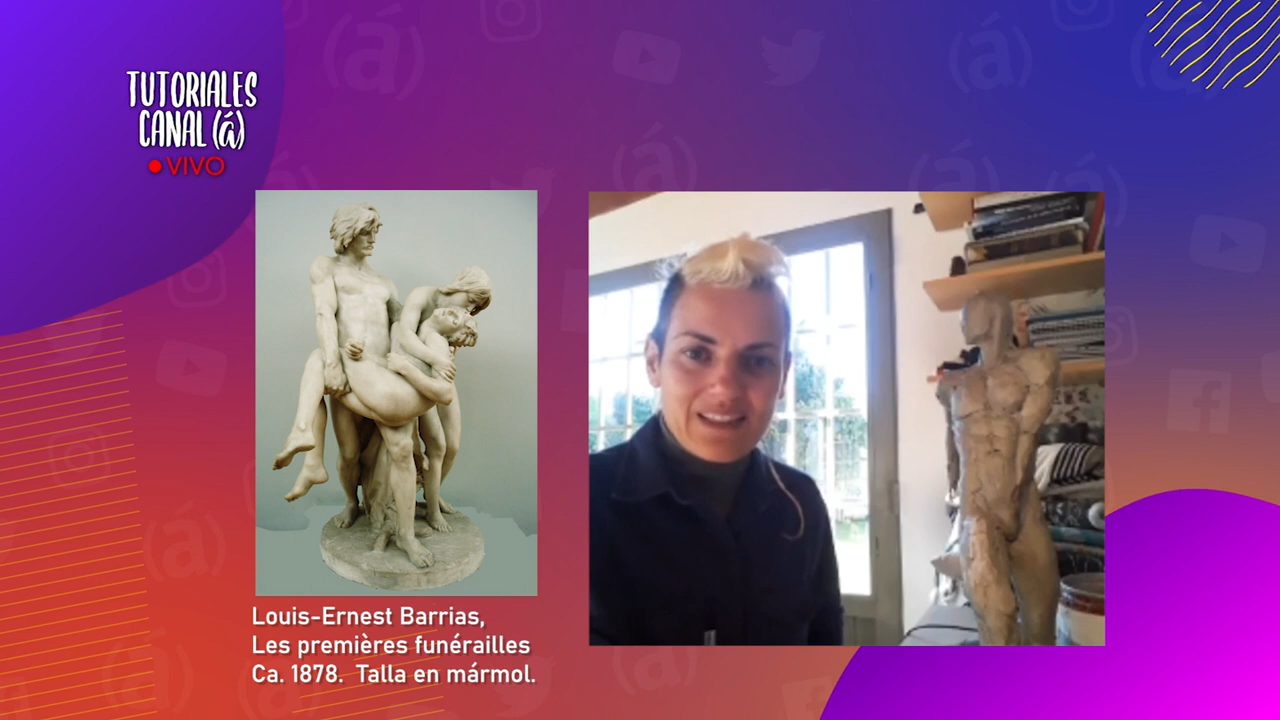 TUTORIALES
CANAL (á)
VIVO
Louis-Ernest Barrias,
Les premières funérailles
Ca. 1878. Talla en mármol.